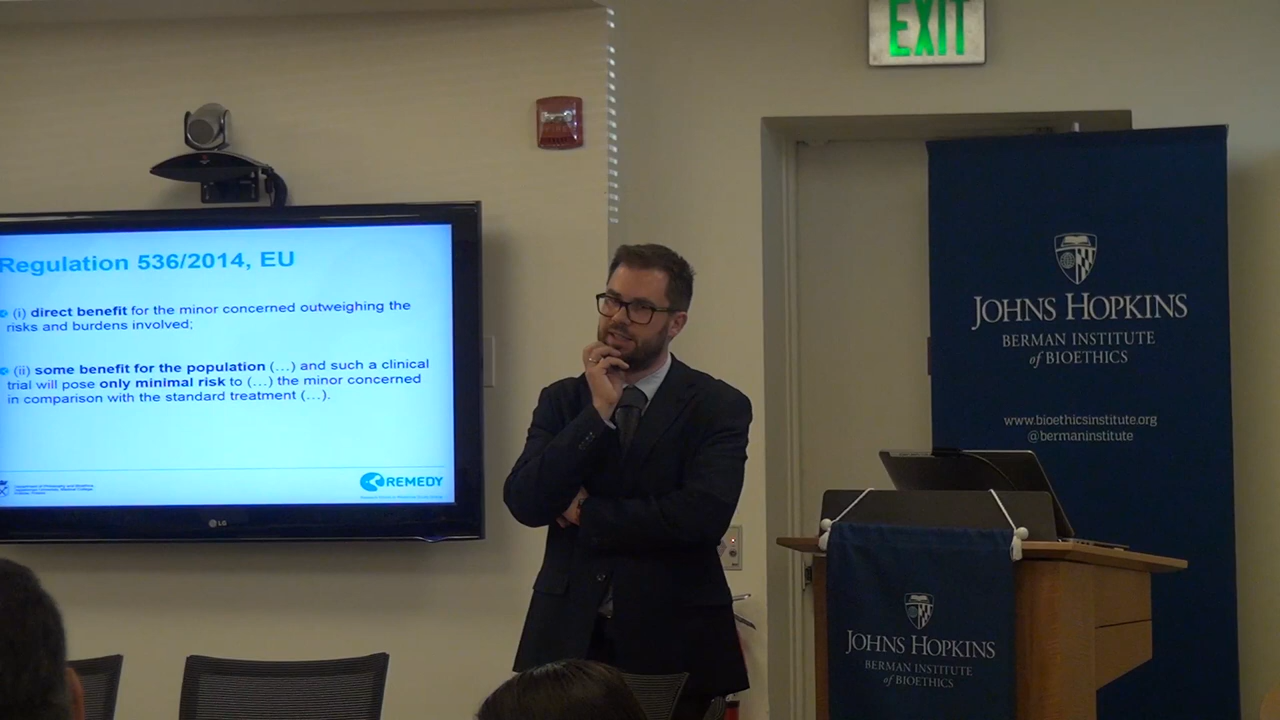 EXIT
Regulation 536/2014, EU
(i) direct benefit for the minor concerned outweighing the
risks and burdens involved;
(ii) some benefit for the population (…) and such a clinical
trial will pose only minimal risk to (…) the minor concerned
in comparison with the standard treatment (…).
REMEDY
LG
JOHNS HOPKINS
BERMAN INSTITUTE
of BIOETHICS
www.bioethicsinstitute.org
@bermaninstitute
JOHNS HOPKINS
BERMAN INSTITUTE
of BIOETHICS